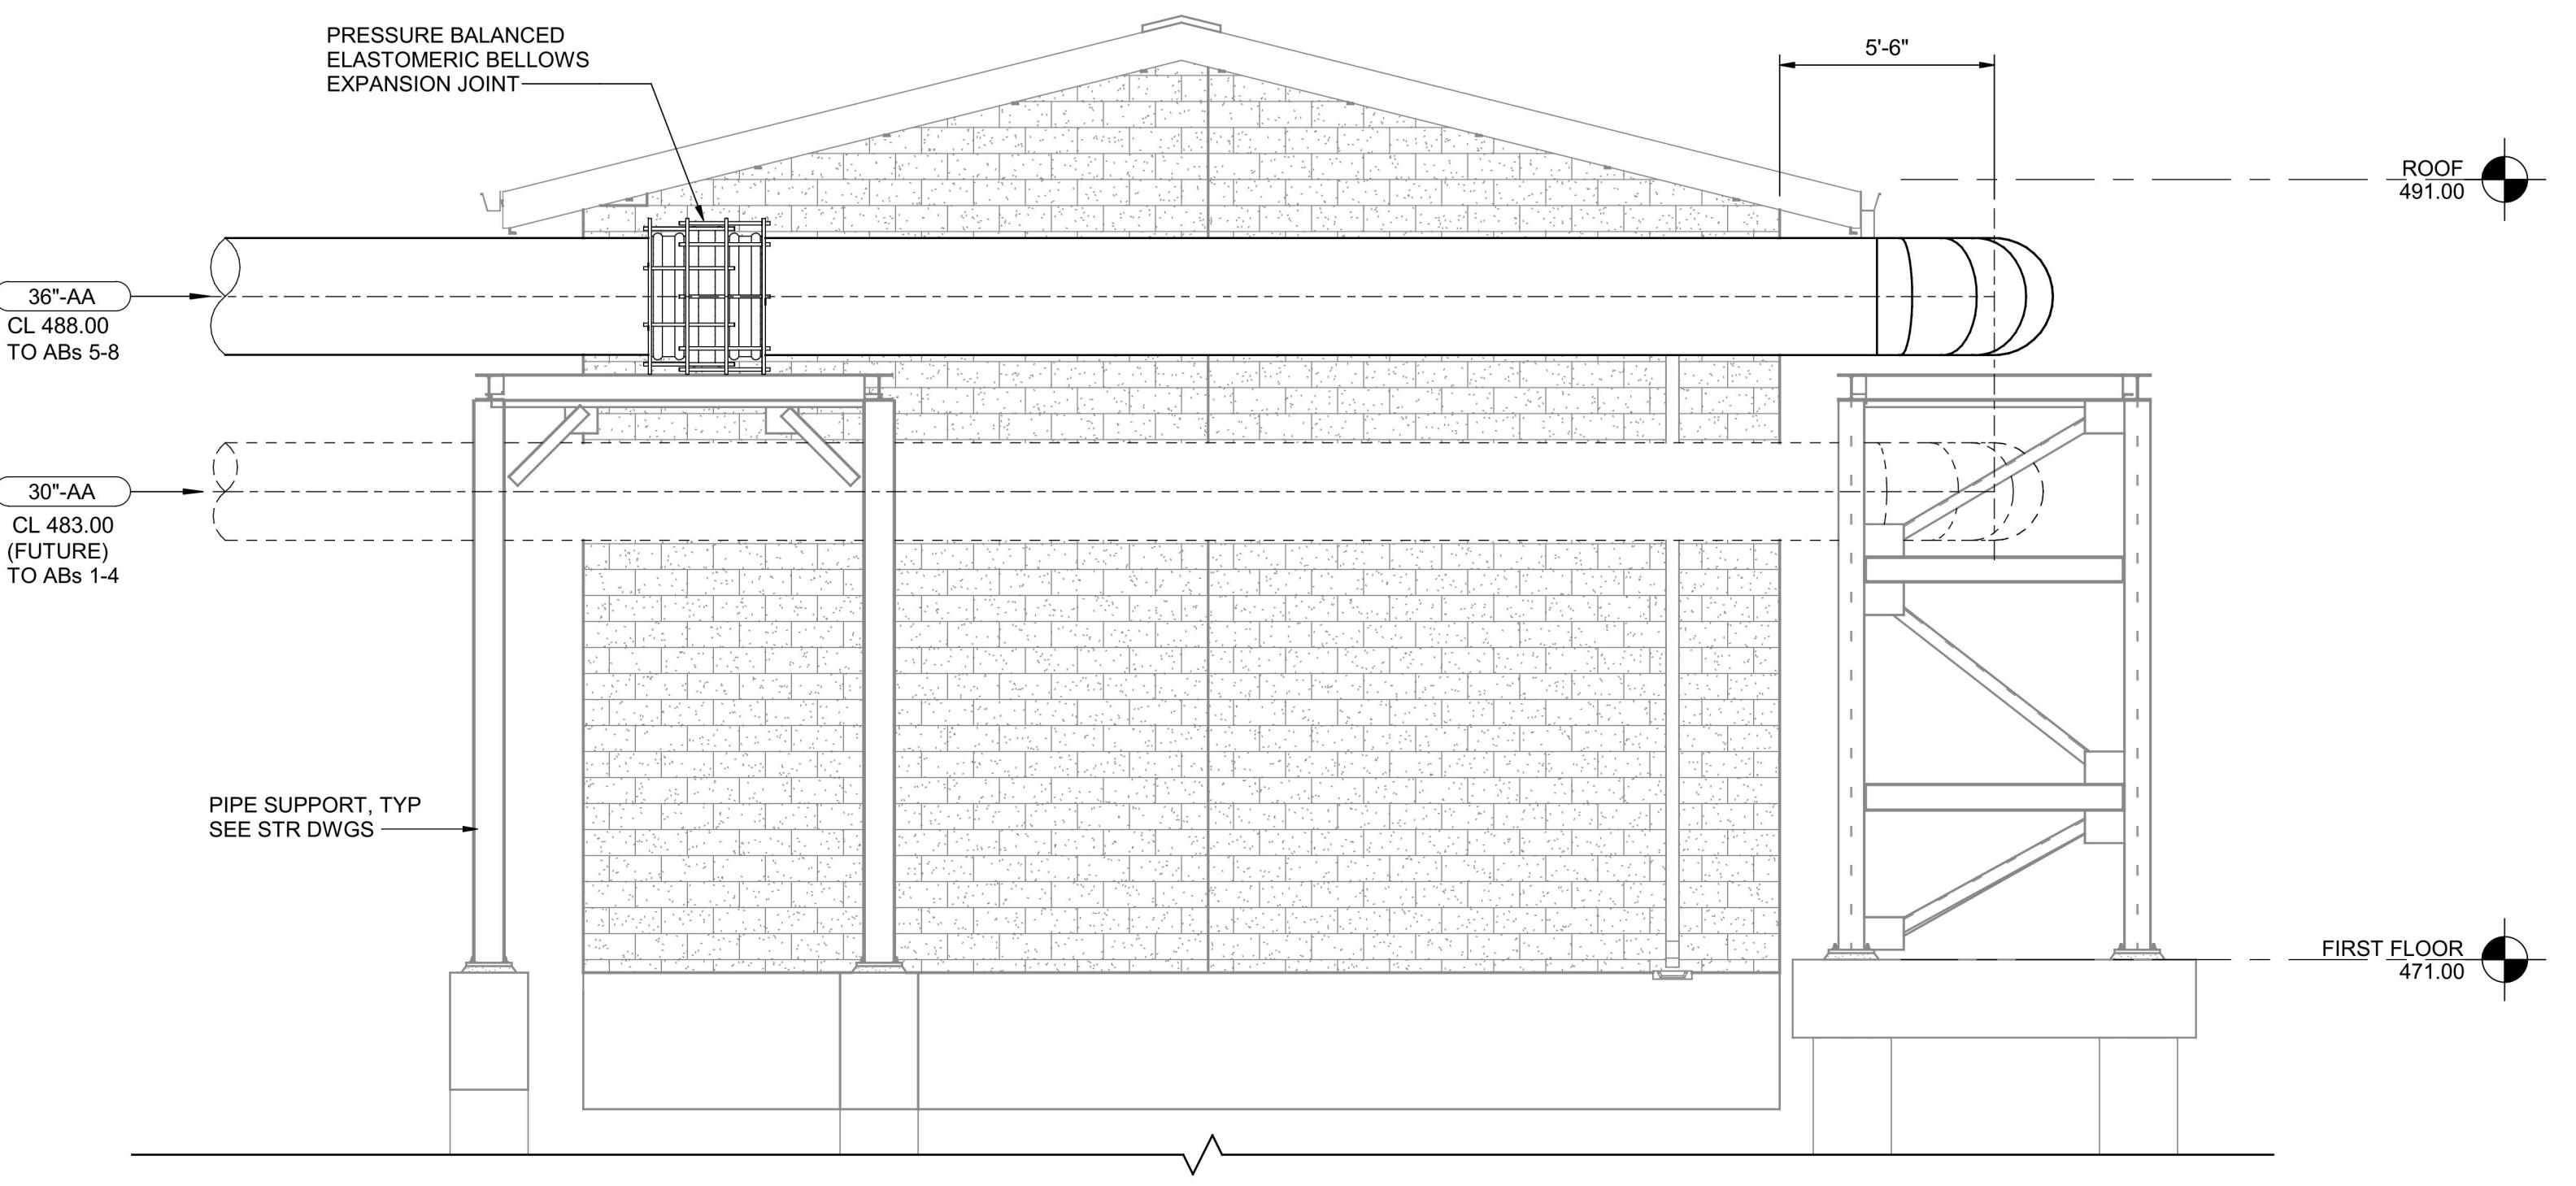 PRESSURE BALANCED
ELASTOMERIC BELLOWS
EXPANSION JOINT
5'-6"
ROOF
491.00
36"-AA
CL 488.00
TO ABs 5-8
30"-AA
CL 483.00
(FUTURE)
TO ABs 1-4
PIPE SUPPORT, TYP
SEE STR DWGS
FIRST FLOOR
471.00